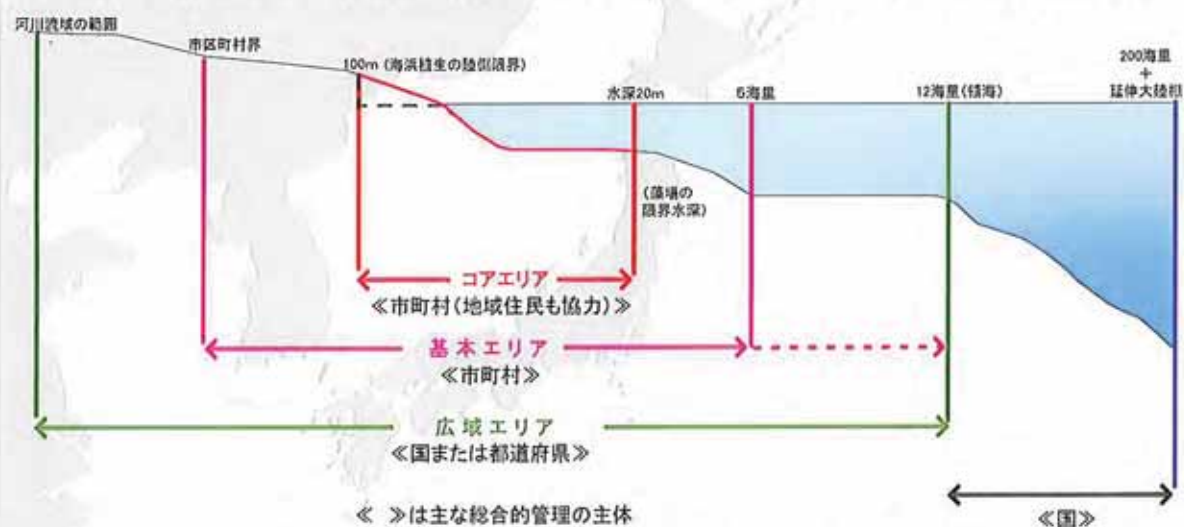 河川流域の範囲
市区町村界
100m (海浜植生の陸側限界)
水深20m
6海里
12海里(領海)
200海里
+
延伸大陸棚
(藻場の
限界水深)
コアエリア
≪市町村(地域住民も協力)≫
基本エリア
≪市町村≫
広域エリア
≪国または都道府県≫
≪ ≫は主な総合的管理の主体
≪国≫